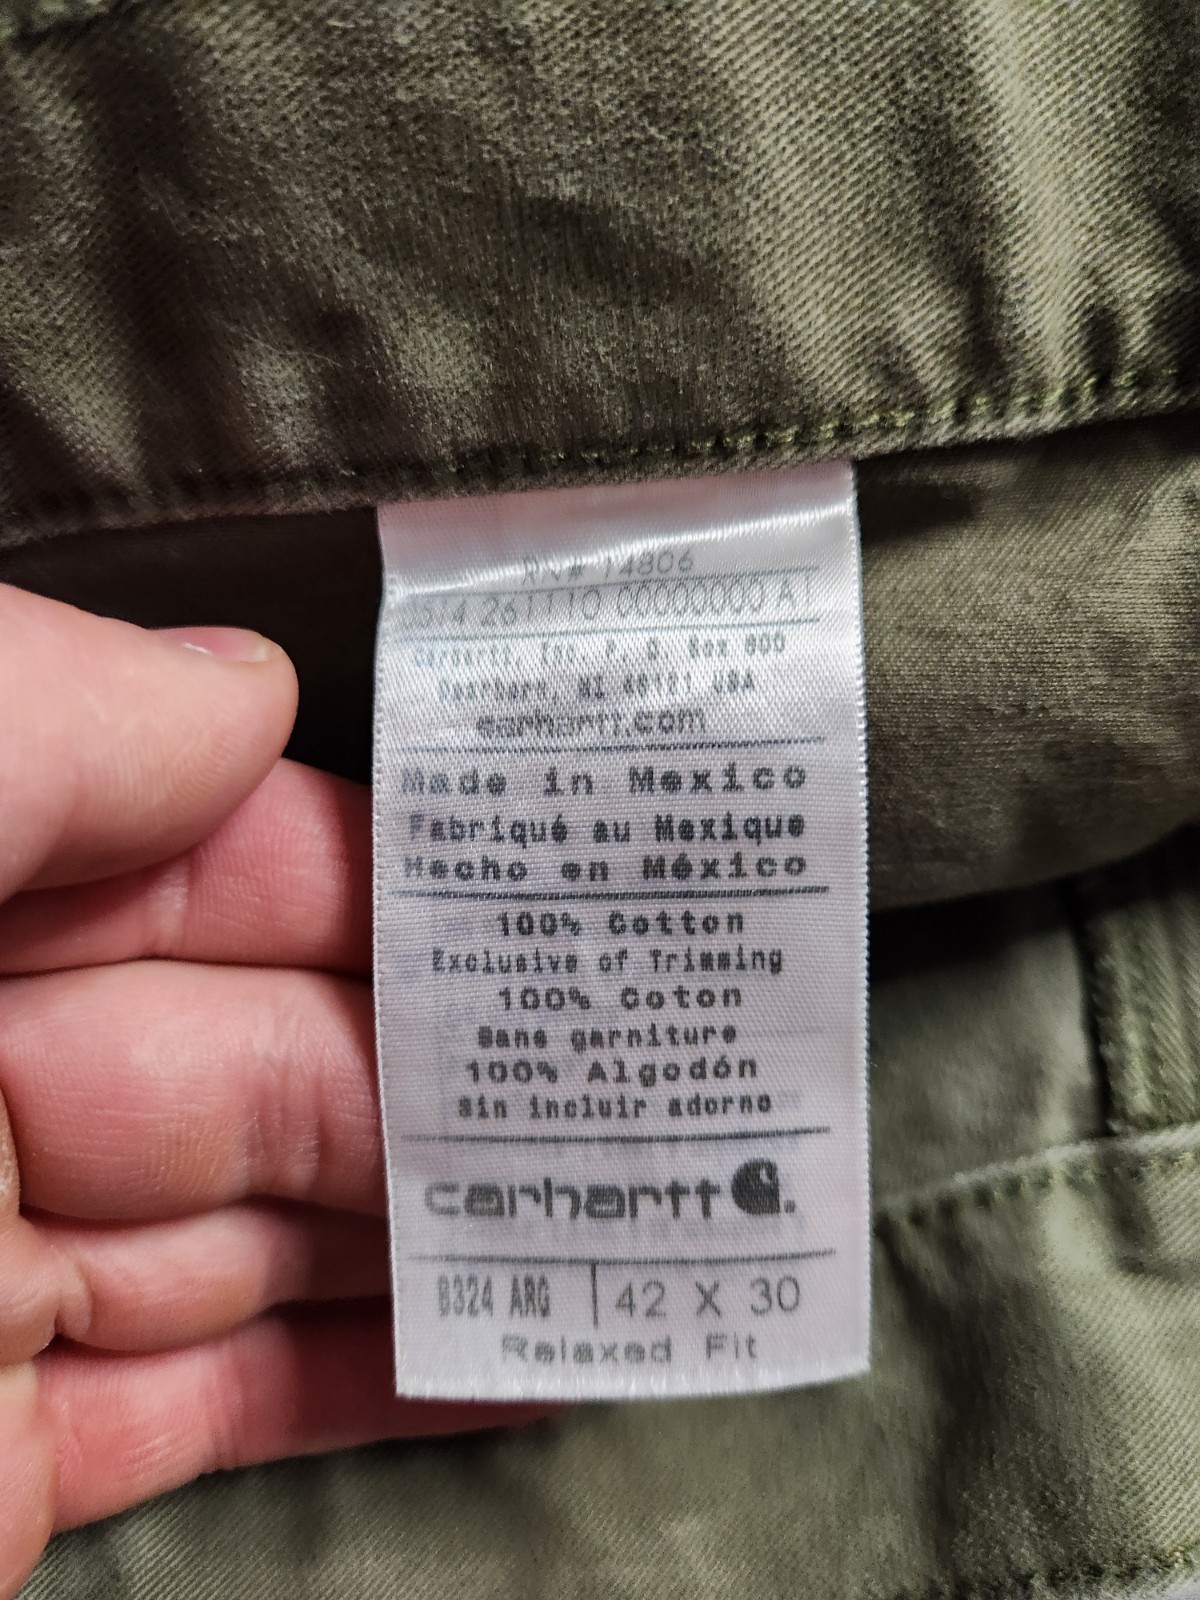 RN# 14806
3614 261110 00000000 A
Carhartt, Inc. P. O. Box 600
Dearborn, MI 48121 USA
carhartt.com
Made in Mexico
Fabriqué au Mexique
Hecho en México
100% Cotton
Exclusive of Trimming
100% Coton
Sans garniture
100% Algodón
Sin incluir adorno
carhartt
B324 ARG | 42 X 30
Relaxed Fit